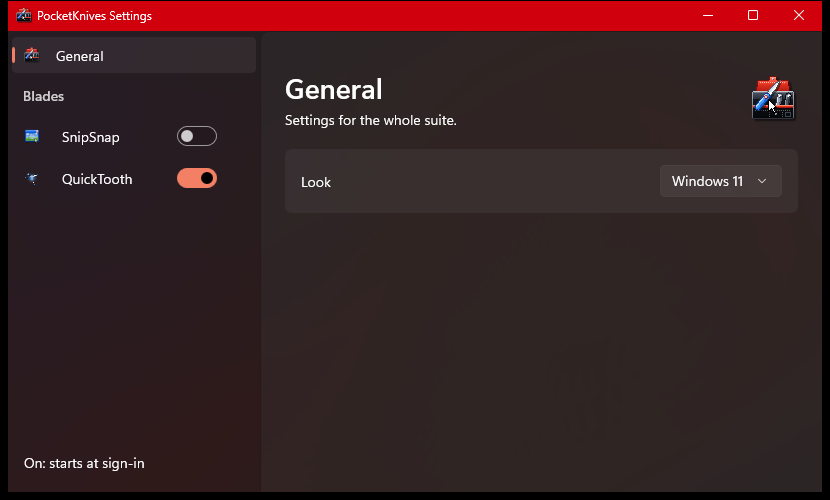 PocketKnives Settings
General
Blades
SnipSnap
QuickTooth
On: starts at sign-in
General
Settings for the whole suite.
Look
Windows 11